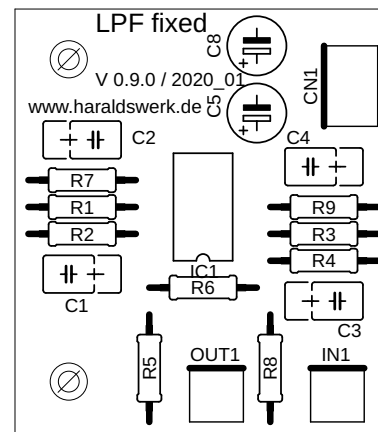 LPF fixed
C8
V 0.9.0 / 2020_01
CN1
www.haraldswerk.de
C5
C2
C4
R7
R1
R9
R2
R3
R4
IC1
R6
C1
C3
OUT1
IN1
R5
R8